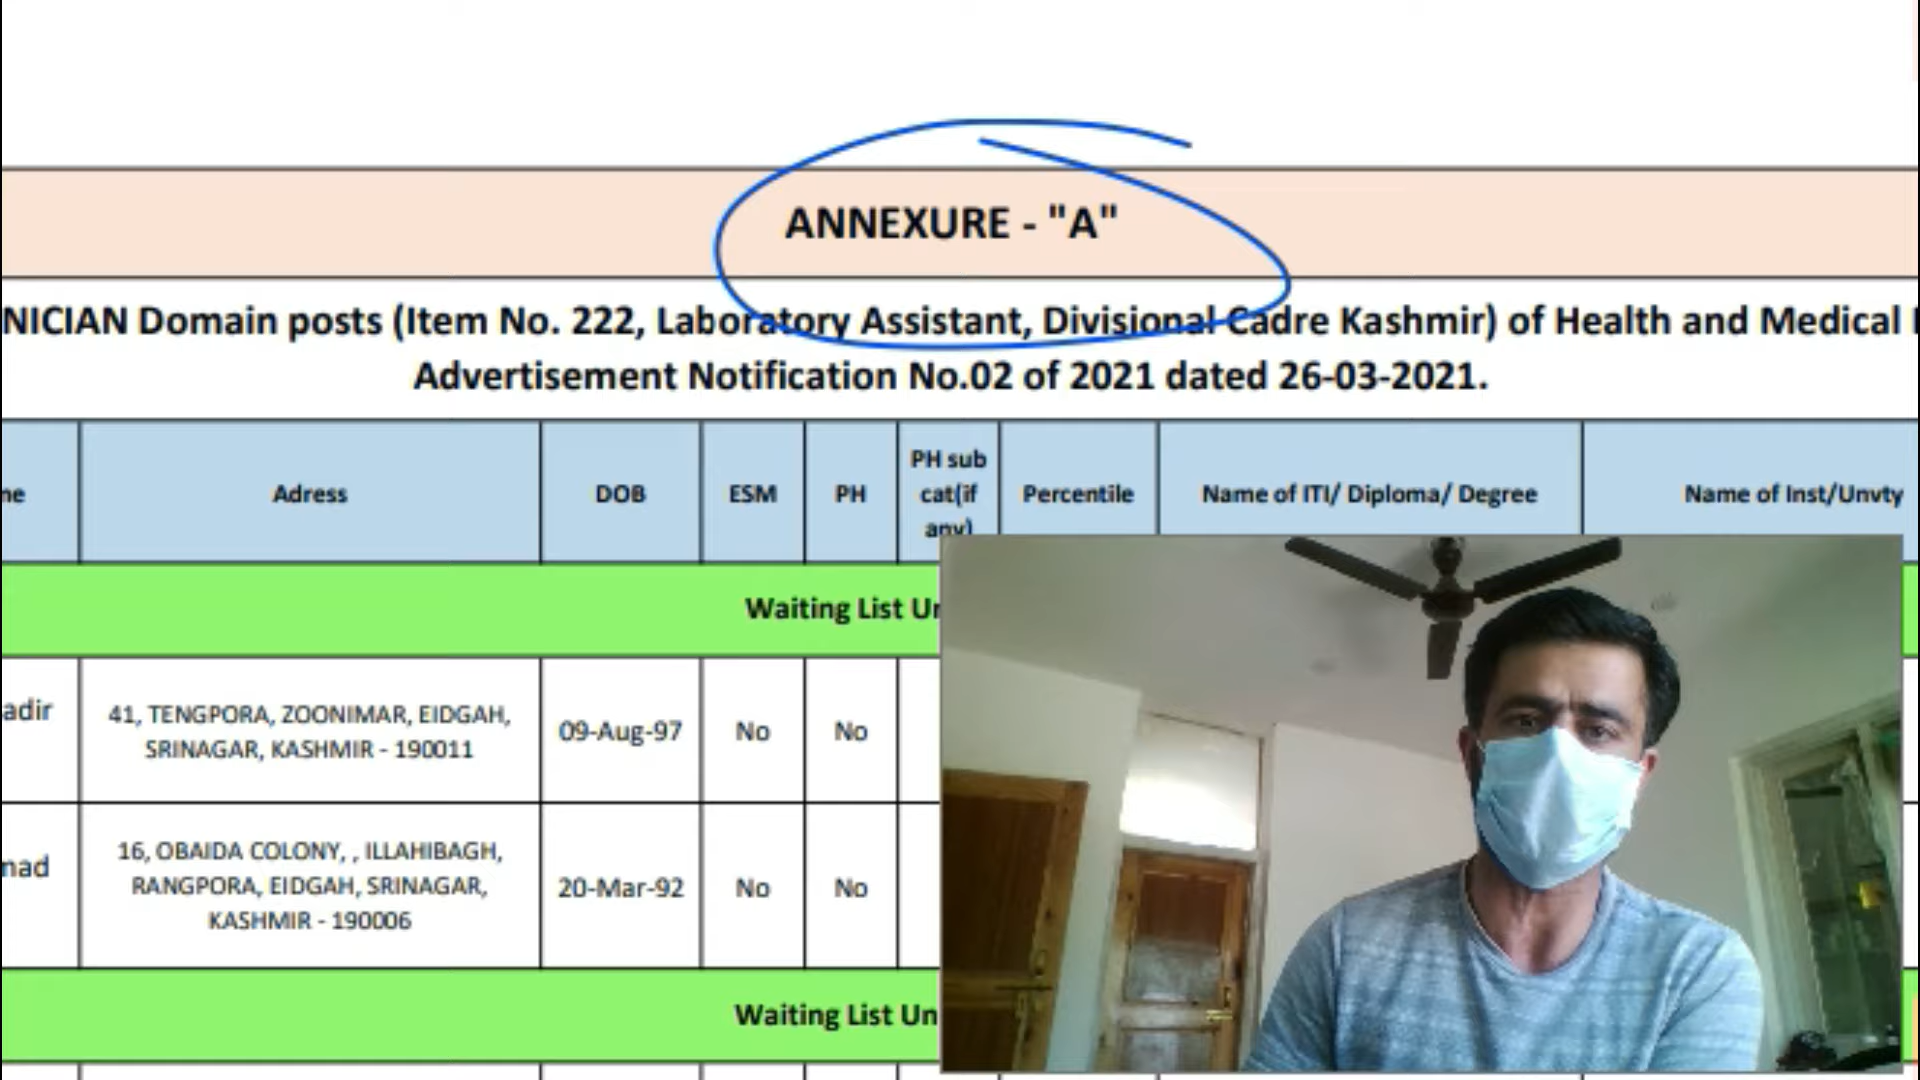 ANNEXURE - "A"
NICIAN Domain posts (Item No. 222, Laboratory Assistant, Divisional Cadre Kashmir) of Health and Medical
Advertisement Notification No.02 of 2021 dated 26-03-2021.
ne Adress DOB ESM PH PH sub cat(if any) Percentile Name of ITI/ Diploma/ Degree Name of Inst/Unvty
Waiting List Un
adir 41, TENGPORA, ZOONIMAR, EIDGAH, 09-Aug-97 No No
SRINAGAR, KASHMIR - 190011
mad 16, OBAIDA COLONY, , ILLAHIBAGH, 20-Mar-92 No No
RANGPORA, EIDGAH, SRINAGAR,
KASHMIR - 190006
Waiting List Un